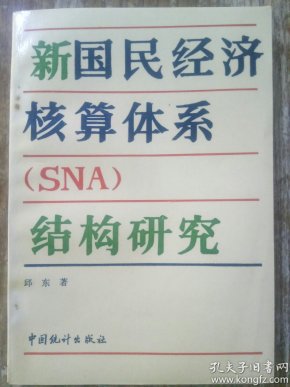 新国民经济
核算体系
(SNA)
结构研究
邱东 著
中国统计出版社
孔夫子旧书网
www.kongfz.com